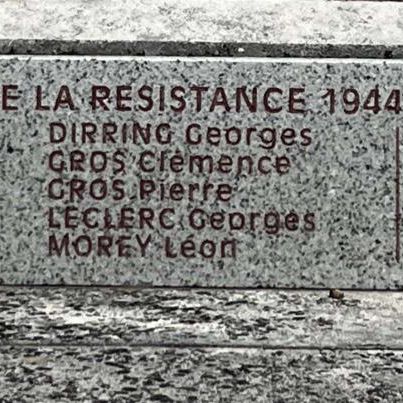 E LA RESISTANCE 1944
DIRRING Georges
GROS Clémence
GROS Pierre
LECLERC Georges
MOREY Léon